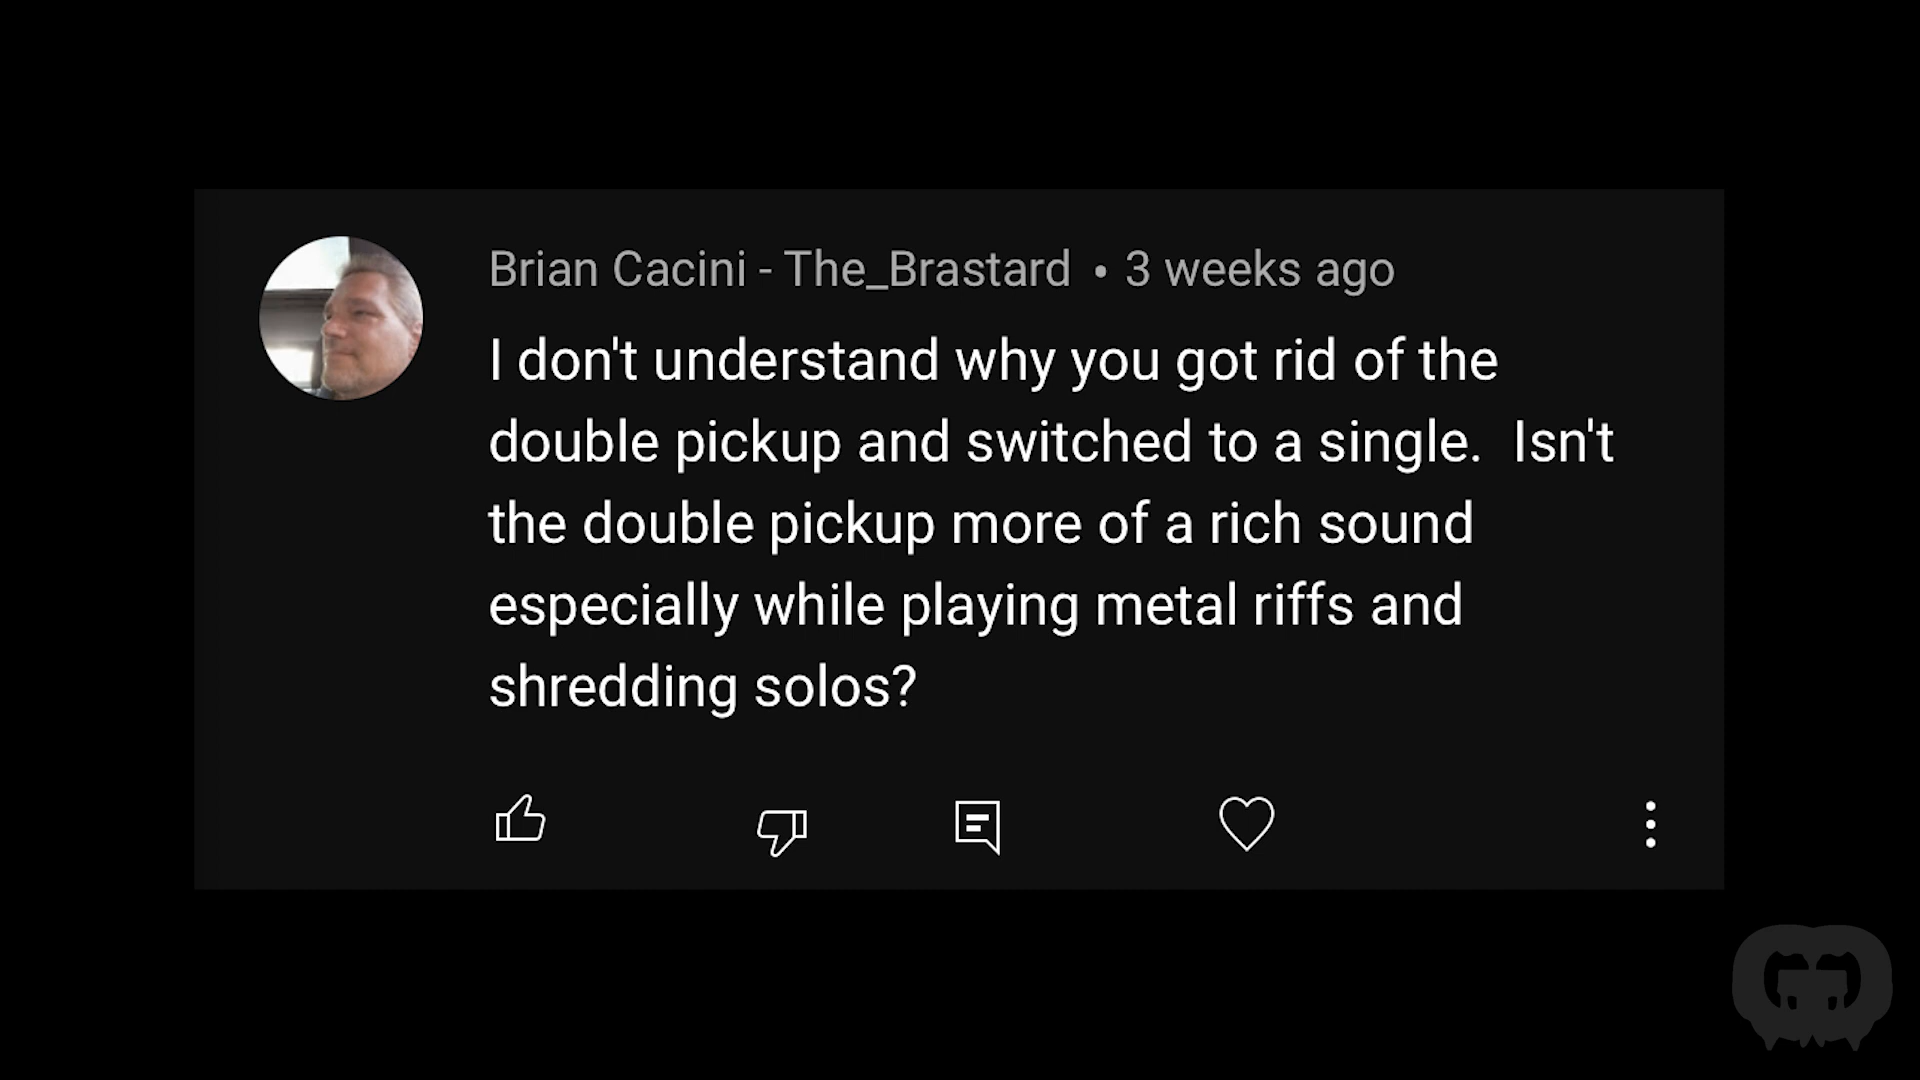 Brian Cacini - The_Brastard • 3 weeks ago
I don't understand why you got rid of the
double pickup and switched to a single.  Isn't
the double pickup more of a rich sound
especially while playing metal riffs and
shredding solos?